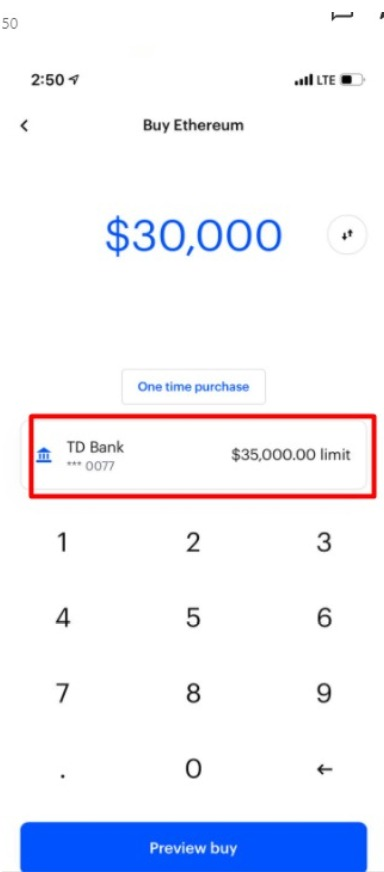 50
2:50
LTE
Buy Ethereum
$30,000
One time purchase
TD Bank
$35,000.00 limit
*** 0077
1 2 3
4 5 6
7 8 9
. 0
Preview buy